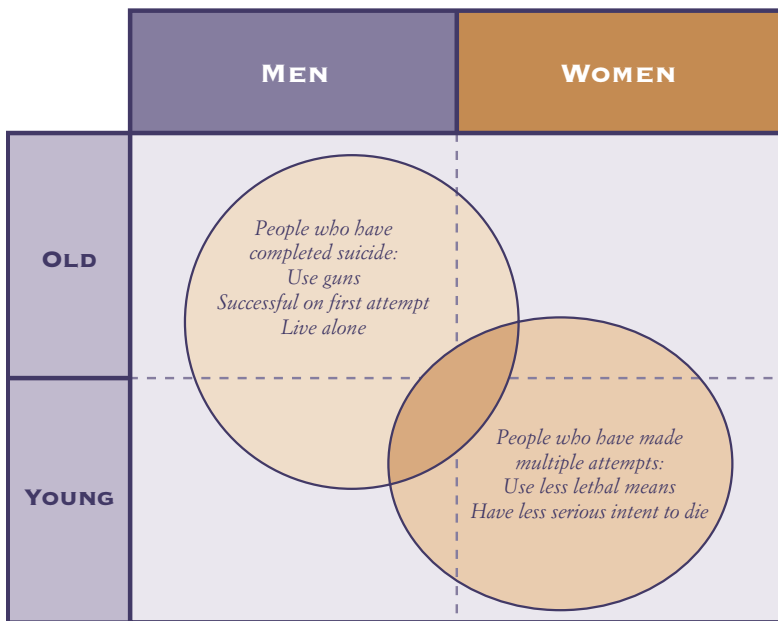 MEN
WOMEN
OLD
People who have
completed suicide:
Use guns
Successful on first attempt
Live alone
YOUNG
People who have made
multiple attempts:
Use less lethal means
Have less serious intent to die